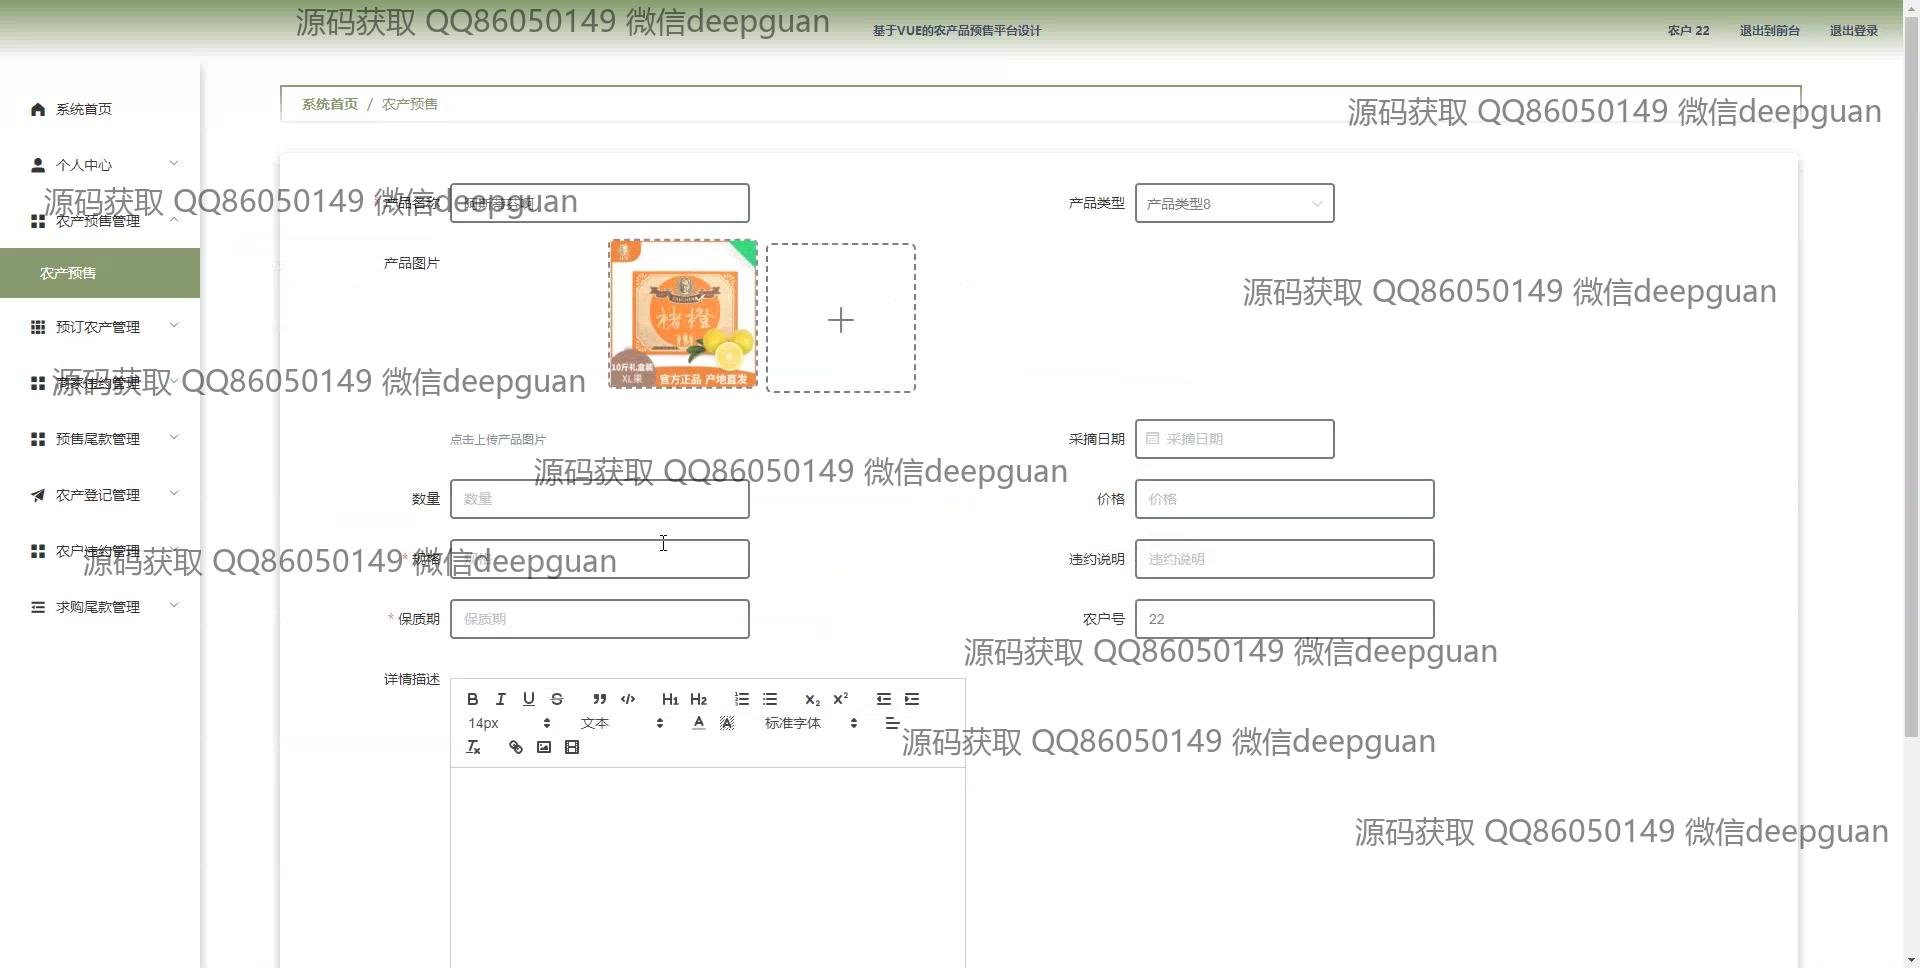 源码获取 QQ86050149 微信deepguan
基于VUE的农产品预售平台设计
农户 22
退出到前台
退出登录
系统首页
个人中心
农产预售管理
农产预售
预订农产管理
商家违约管理
预售尾款管理
农产登记管理
农户违约管理
求购尾款管理
系统首页 / 农产预售
源码获取 QQ86050149 微信deepguan
源码获取 QQ86050149 微信deepguan
* 产品名称
产品类型
产品类型8
产品图片
褚橙
10斤礼盒装
XL果
官方正品 产地直发
源码获取 QQ86050149 微信deepguan
源码获取 QQ86050149 微信deepguan
点击上传产品图片
采摘日期
采摘日期
源码获取 QQ86050149 微信deepguan
数量
数量
价格
价格
源码获取 QQ86050149 微信deepguan
* 规格
规格
违约说明
违约说明
* 保质期
保质期
农户号
22
源码获取 QQ86050149 微信deepguan
详情描述
B I U S H1 H2 X2 X2
14px
文本
A A
标准字体
源码获取 QQ86050149 微信deepguan
源码获取 QQ86050149 微信deepguan